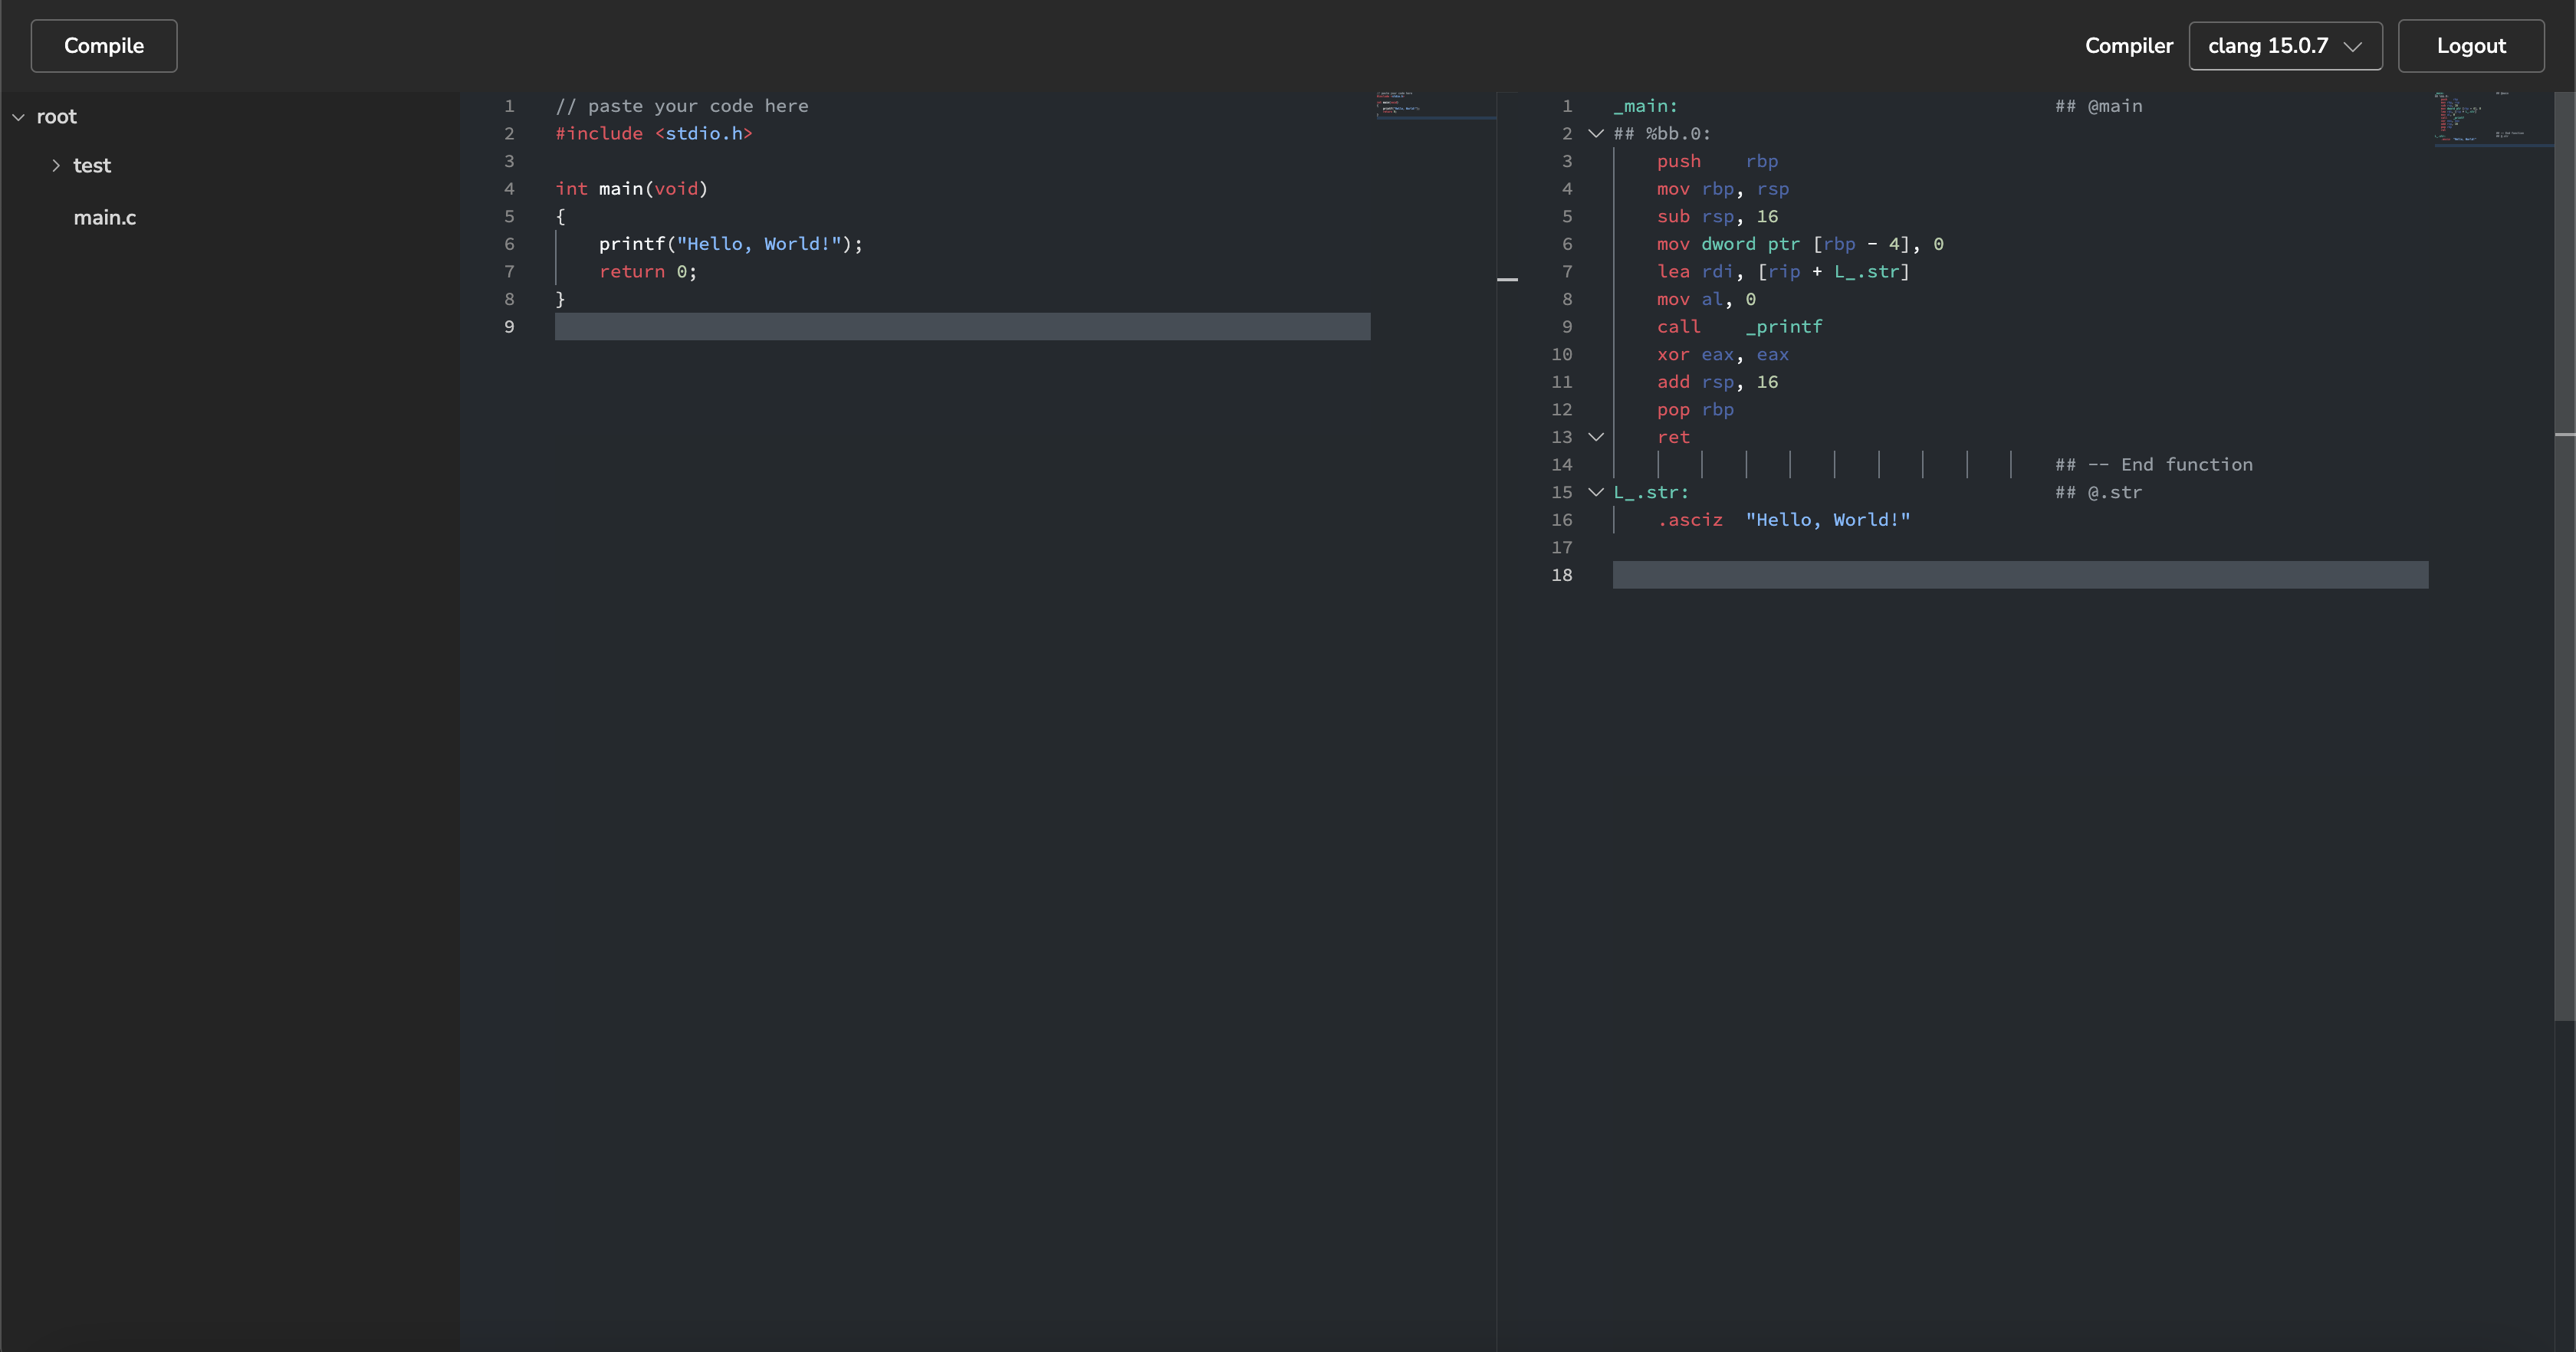 Compile
Compiler clang 15.0.7 Logout
root
test
main.c
1 // paste your code here
2 #include <stdio.h>
3
4 int main(void)
5 {
6 printf("Hello, World!");
7 return 0;
8 }
9
1 _main: ## @main
2 ## %bb.0:
3 push rbp
4 mov rbp, rsp
5 sub rsp, 16
6 mov dword ptr [rbp - 4], 0
7 lea rdi, [rip + L_.str]
8 mov al, 0
9 call _printf
10 xor eax, eax
11 add rsp, 16
12 pop rbp
13 ret
14 ## -- End function
15 L_.str: ## @.str
16 .asciz "Hello, World!"
17
18